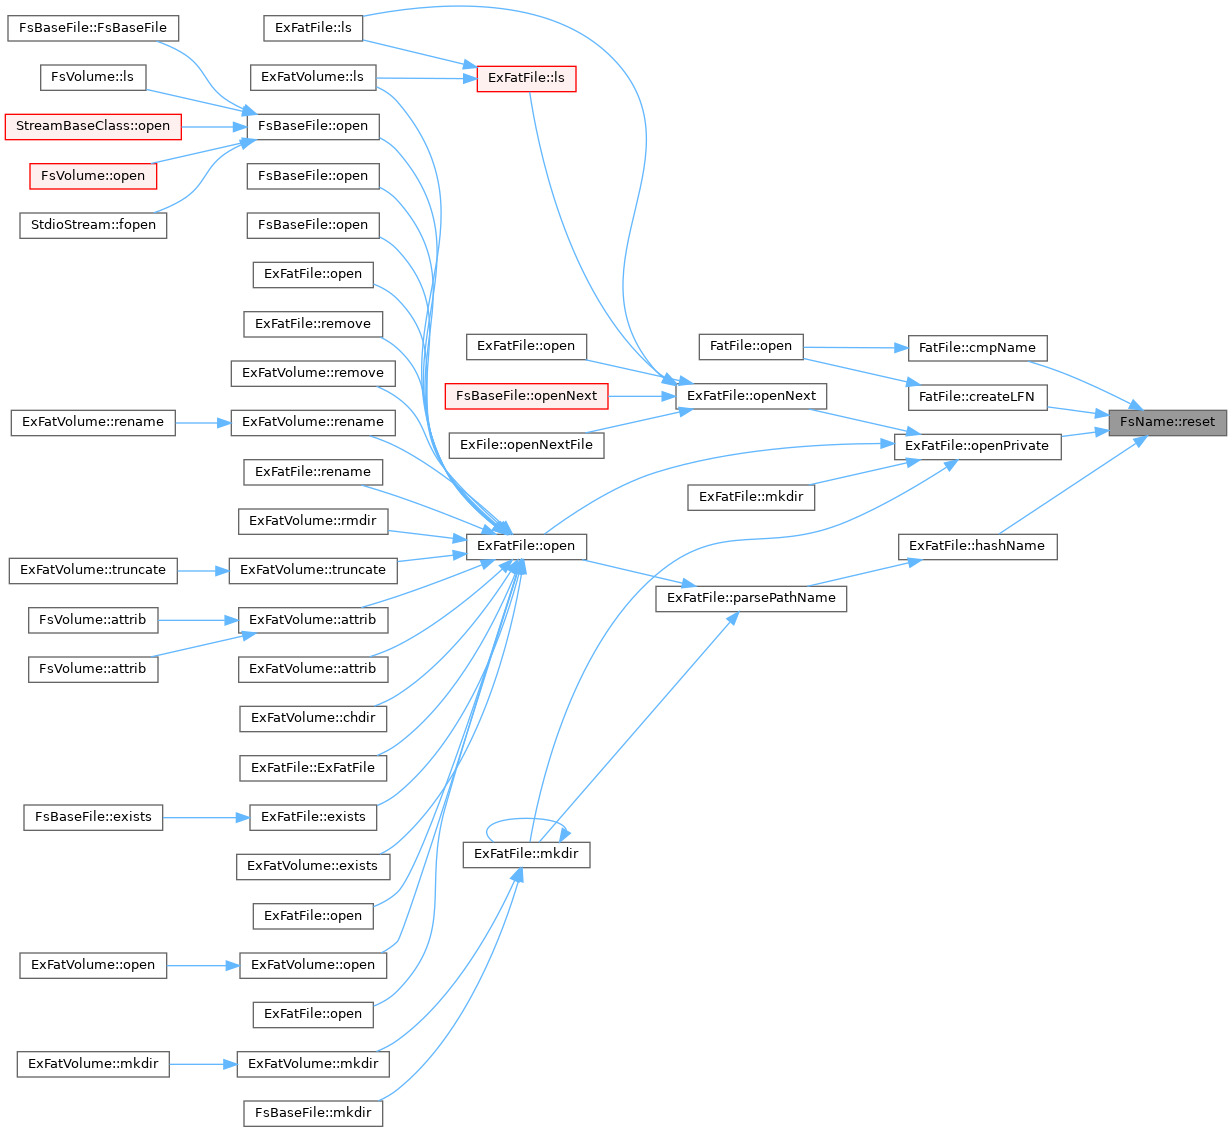 FsBaseFile::FsBaseFile
FsVolume::ls
StreamBaseClass::open
FsVolume::open
StdioStream::fopen
ExFatVolume::rename
ExFatVolume::truncate
FsVolume::attrib
FsVolume::attrib
FsBaseFile::exists
ExFatVolume::open
ExFatVolume::mkdir
ExFatFile::ls
ExFatVolume::ls
FsBaseFile::open
FsBaseFile::open
FsBaseFile::open
ExFatFile::open
ExFatFile::remove
ExFatVolume::remove
ExFatVolume::rename
ExFatFile::rename
ExFatVolume::rmdir
ExFatVolume::truncate
ExFatVolume::attrib
ExFatVolume::attrib
ExFatVolume::chdir
ExFatFile::ExFatFile
ExFatFile::exists
ExFatVolume::exists
ExFatFile::open
ExFatVolume::open
ExFatFile::open
ExFatVolume::mkdir
FsBaseFile::mkdir
ExFatFile::ls
ExFatFile::open
FsBaseFile::openNext
ExFile::openNextFile
ExFatFile::open
ExFatFile::mkdir
FatFile::open
ExFatFile::openNext
ExFatFile::mkdir
ExFatFile::parsePathName
FatFile::cmpName
FatFile::createLFN
ExFatFile::openPrivate
ExFatFile::hashName
FsName::reset